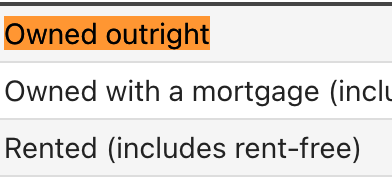 Owned outright
Owned with a mortgage (inclu
Rented (includes rent-free)